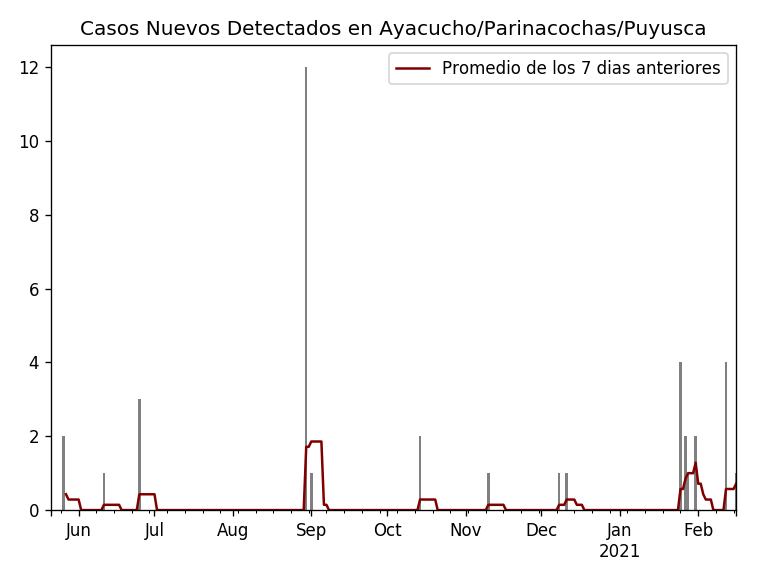 Casos Nuevos Detectados en Ayacucho/Parinacochas/Puyusca
Promedio de los 7 dias anteriores
12
10
8
6
4
2
0
Jun Jul Aug Sep Oct Nov Dec Jan Feb
2021